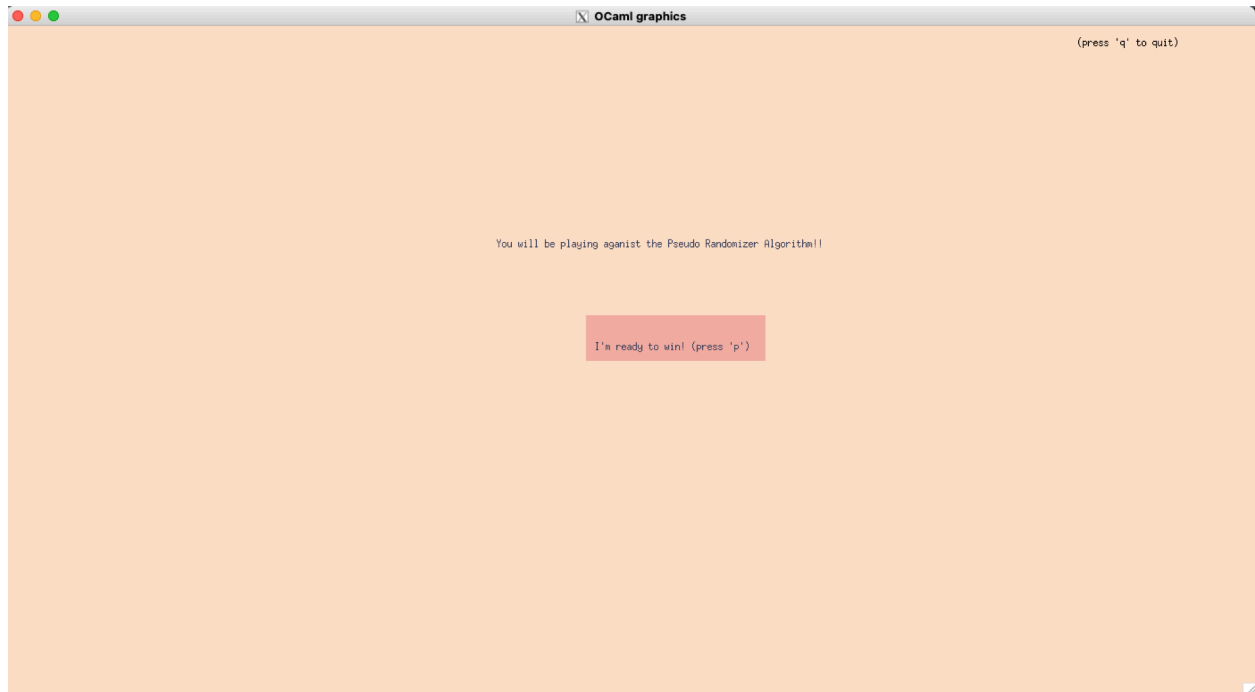 OCaml graphics
(press 'q' to quit)
You will be playing aganist the Pseudo Randomizer Algorithm!!
I'm ready to win! (press 'p')